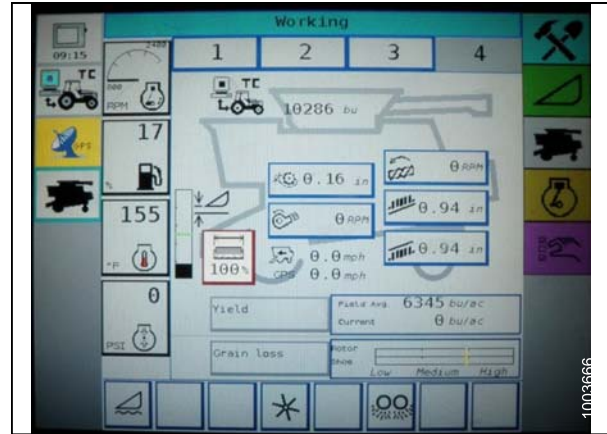 Working
09:15
2400
1 2 3 4
TC
TC
RPM
10286 bu
GPS
17
%
0.16 in
0 RPM
0 RPM
0.94 in
155
°F
100%
0.0 mph
GPS 0.0 mph
0.94 in
0
PSI
Yield
Field Avg. 6345 bu/ac
Current 0 bu/ac
Grain loss
Rotor
Shoe
Low Medium High
1003666